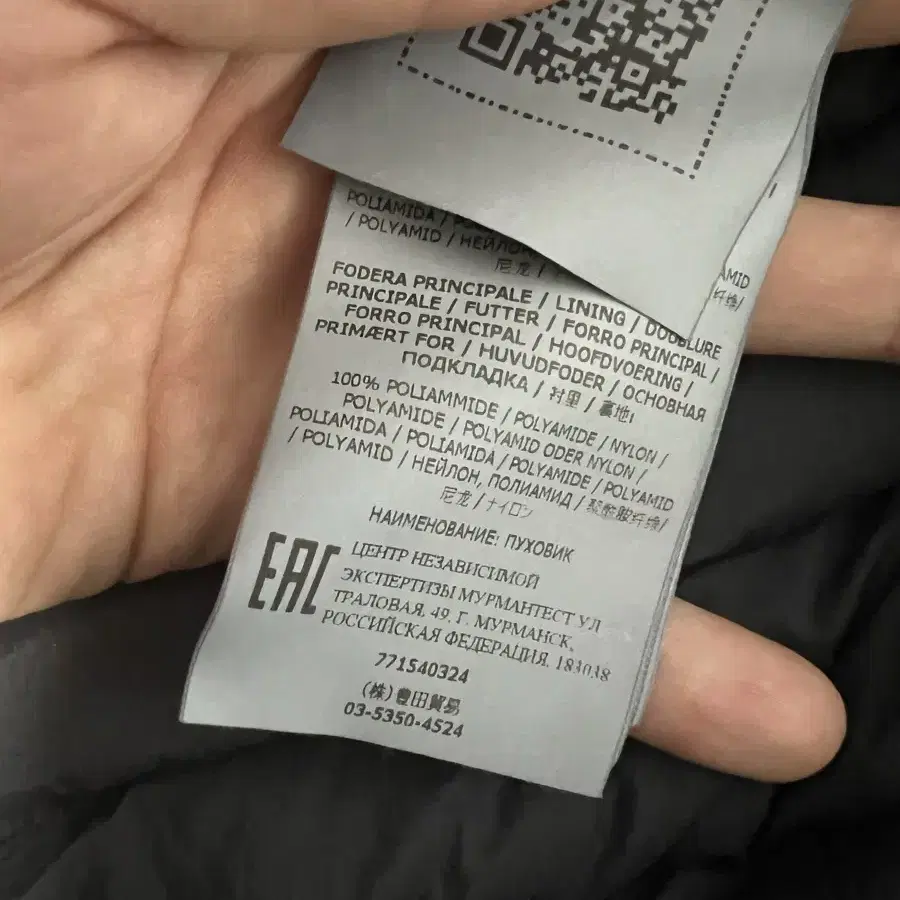 POLIAMIDA /
/ POLYAMID / НЕЙЛОН
AMID
尼龙 /
纤维/
FODERA PRINCIPALE / LINING / DOUBLURE
PRINCIPALE / FUTTER / FORRO PRINCIPAL /
FORRO PRINCIPAL / HOOFDVOERING /
PRIMÆRT FOR / HUVUDFODER / ОСНОВНАЯ
ПОДКЛАДКА / 衬里 / 裏地:
100% POLIAMMIDE / POLYAMIDE / NYLON /
POLYAMIDE / POLYAMID ODER NYLON /
POLIAMIDA / POLIAMIDA / POLYAMIDE / POLYAMID
/ POLYAMID / НЕЙЛОН, ПОЛИАМИД /
尼龙 / ナイロン / 聚酰胺纤维/
НАИМЕНОВАНИЕ: ПУХОВИК
EAC
ЦЕНТР НЕЗАВИСИМОЙ
ЭКСПЕРТИЗЫ МУРМАНТЕСТ УЛ
ТРАЛОВАЯ, 49, Г. МУРМАНСК,
РОССИЙСКАЯ ФЕДЕРАЦИЯ, 183038
771540324
(株)豊田貿易
03-5350-4524